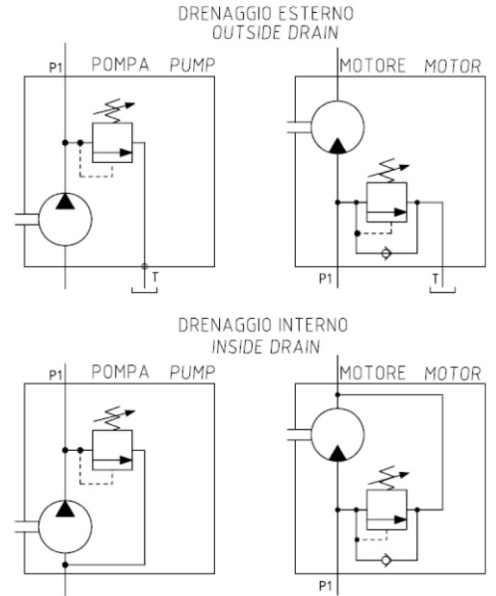 DRENAGGIO ESTERNO
OUTSIDE DRAIN
P1 POMPA PUMP
MOTORE MOTOR
T
P1 T
DRENAGGIO INTERNO
INSIDE DRAIN
P1 POMPA PUMP
MOTORE MOTOR
P1